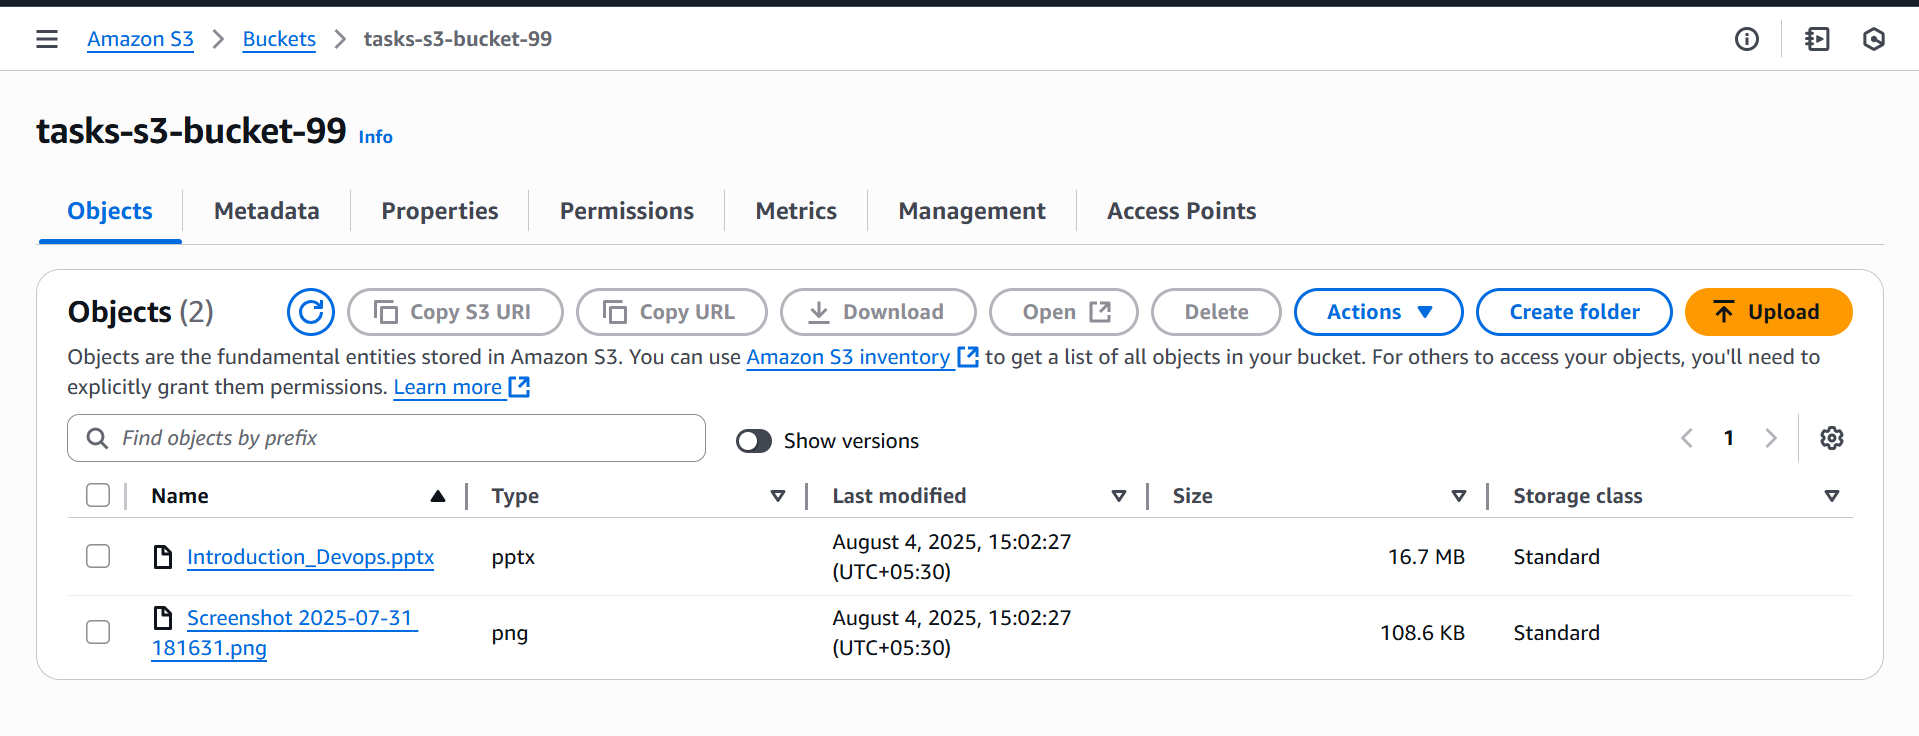 Amazon S3 Buckets tasks-s3-bucket-99
tasks-s3-bucket-99 Info
Objects Metadata Properties Permissions Metrics Management Access Points
Objects (2) Copy S3 URI Copy URL Download Open Delete Actions Create folder Upload
Objects are the fundamental entities stored in Amazon S3. You can use Amazon S3 inventory to get a list of all objects in your bucket. For others to access your objects, you'll need to
explicitly grant them permissions. Learn more
Find objects by prefix Show versions 1
Name Type Last modified Size Storage class
Introduction_Devops.pptx pptx August 4, 2025, 15:02:27 (UTC+05:30) 16.7 MB Standard
Screenshot 2025-07-31 181631.png png August 4, 2025, 15:02:27 (UTC+05:30) 108.6 KB Standard